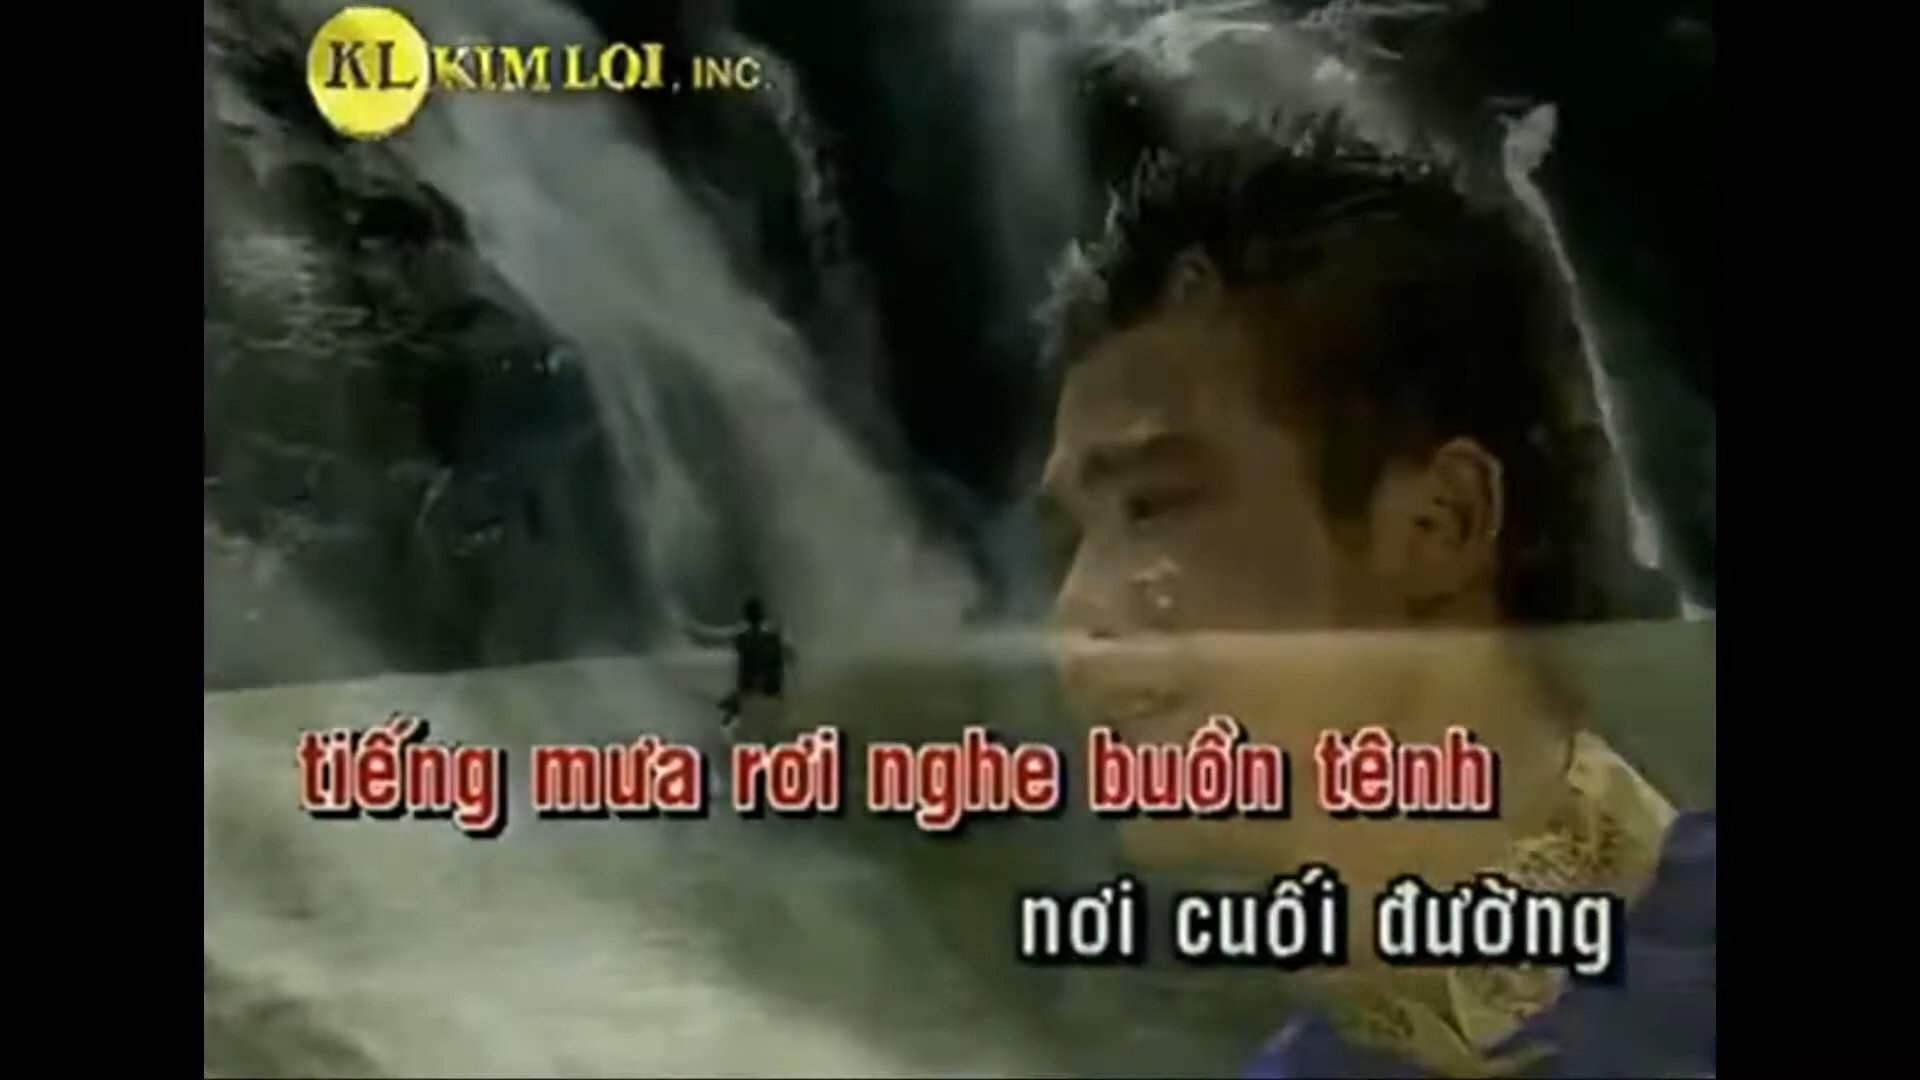 KL KIM LOI, INC.
tiếng mưa rơi nghe buồn tênh
nơi cuối đường